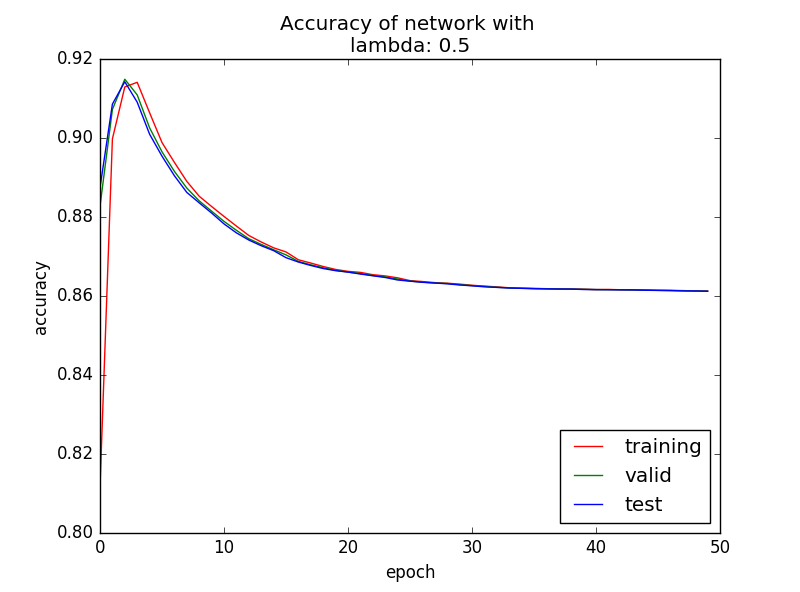 Accuracy of network with
lambda: 0.5
0.92
0.90
0.88
0.86
0.84
0.82
0.80
accuracy
0 10 20 30 40 50
epoch
training
valid
test